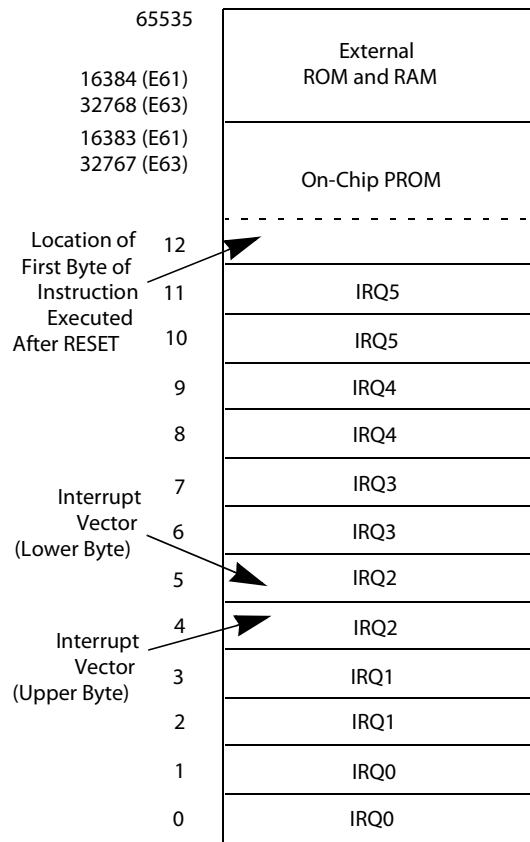 65535
External
ROM and RAM
16384 (E61)
32768 (E63)
16383 (E61)
32767 (E63)
On-Chip PROM
Location of
First Byte of
Instruction
Executed
After RESET
12
11
IRQ5
10
IRQ5
9
IRQ4
8
IRQ4
7
IRQ3
Interrupt
Vector
(Lower Byte)
6
IRQ3
5
IRQ2
4
IRQ2
Interrupt
Vector
(Upper Byte)
3
IRQ1
2
IRQ1
1
IRQ0
0
IRQ0